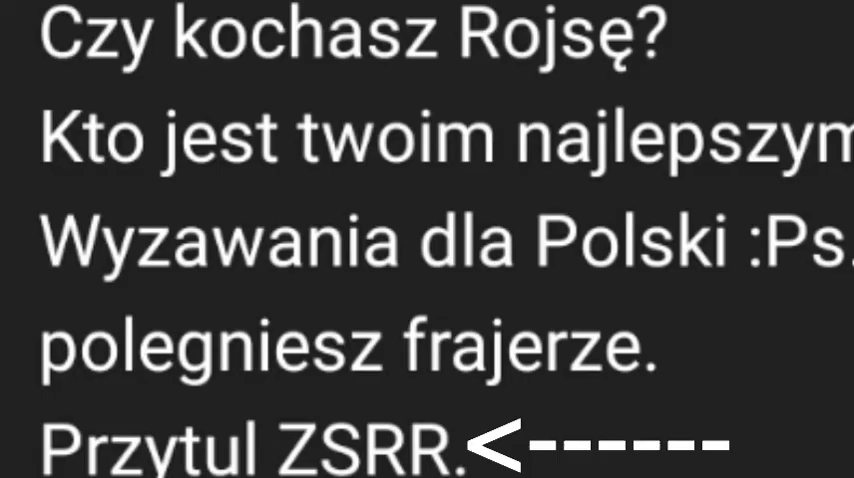 Czy kochasz Rojsę?
Kto jest twoim najlepszym
Wyzawania dla Polski :Ps.
polegniesz frajerze.
Przytul ZSRR.<------